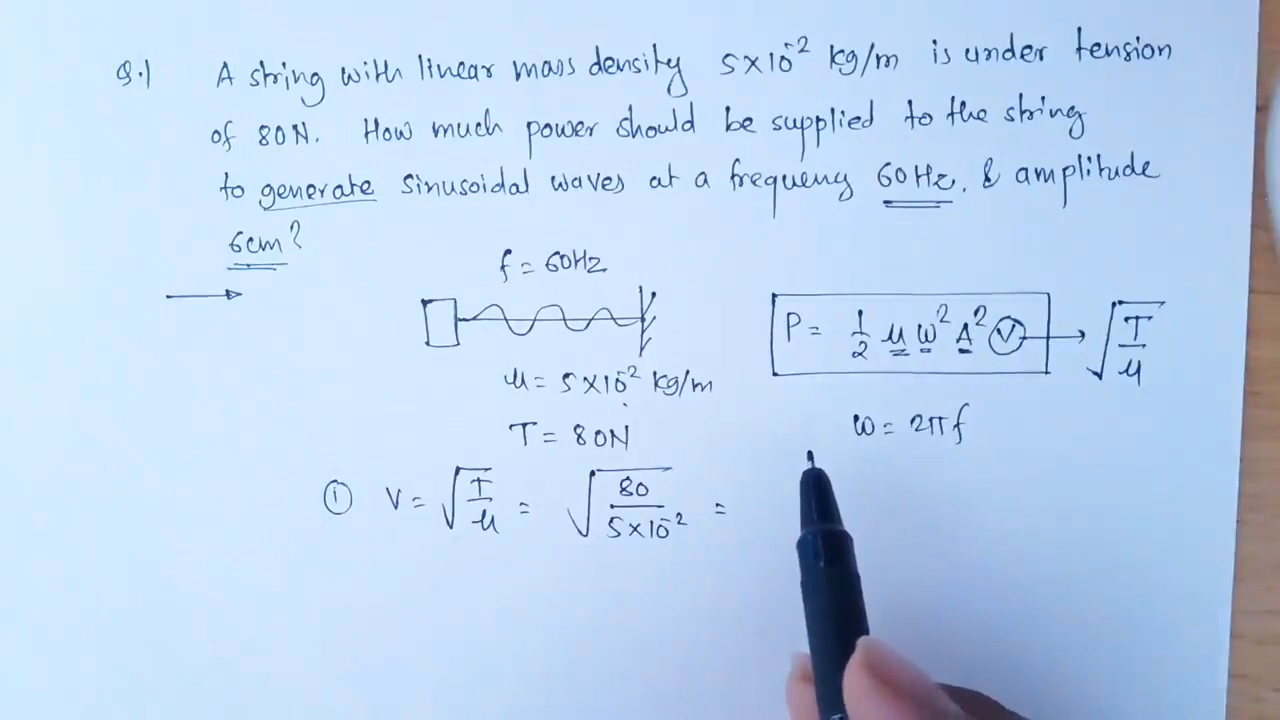 Q.1 A string with linear mass density 5×10⁻² kg/m is under tension
of 80N. How much power should be supplied to the string
to generate sinusoidal waves at a frequency 60Hz, & amplitude
6cm?
f = 60Hz
P = 1/2 μ ω² A² V → √(T/μ)
μ = 5×10⁻² kg/m
T = 80N
ω = 2πf
① V = √(T/μ) = √(80/(5×10⁻²)) =